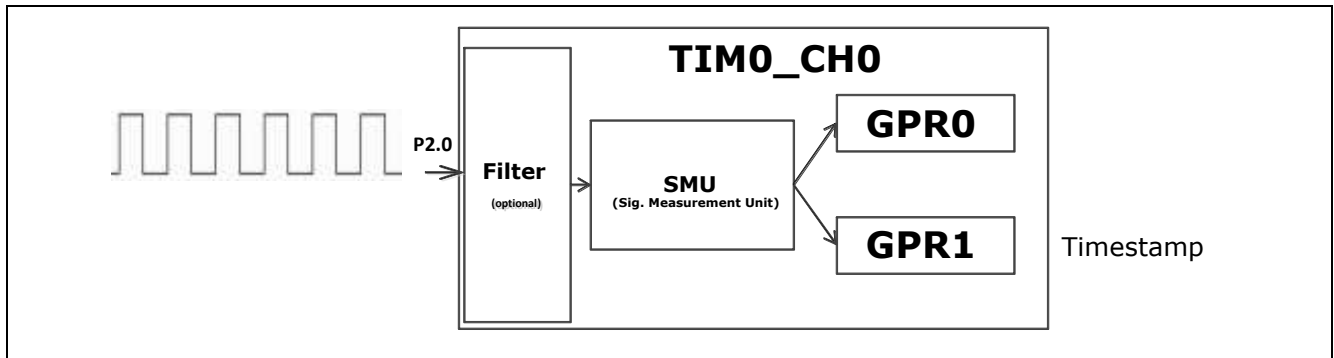 TIM0_CH0
P2.0
Filter
(optional)
SMU
(Sig. Measurement Unit)
GPR0
GPR1
Timestamp